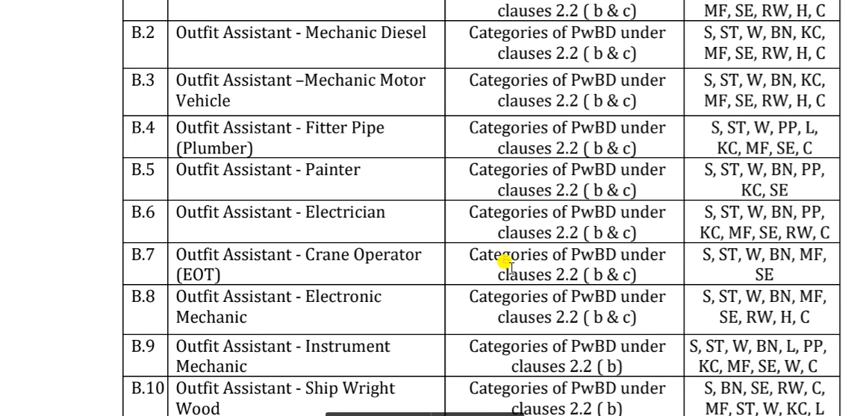 clauses 2.2 ( b & c) MF, SE, RW, H, C
B.2 Outfit Assistant - Mechanic Diesel Categories of PwBD under S, ST, W, BN, KC,
clauses 2.2 ( b & c) MF, SE, RW, H, C
B.3 Outfit Assistant –Mechanic Motor Categories of PwBD under S, ST, W, BN, KC,
Vehicle clauses 2.2 ( b & c) MF, SE, RW, H, C
B.4 Outfit Assistant - Fitter Pipe Categories of PwBD under S, ST, W, PP, L,
(Plumber) clauses 2.2 ( b & c) KC, MF, SE, C
B.5 Outfit Assistant - Painter Categories of PwBD under S, ST, W, BN, PP,
clauses 2.2 ( b & c) KC, SE
B.6 Outfit Assistant - Electrician Categories of PwBD under S, ST, W, BN, PP,
clauses 2.2 ( b & c) KC, MF, SE, RW, C
B.7 Outfit Assistant - Crane Operator Categories of PwBD under S, ST, W, BN, MF,
(EOT) clauses 2.2 ( b & c) SE
B.8 Outfit Assistant - Electronic Categories of PwBD under S, ST, W, BN, MF,
Mechanic clauses 2.2 ( b & c) SE, RW, H, C
B.9 Outfit Assistant - Instrument Categories of PwBD under S, ST, W, BN, L, PP,
Mechanic clauses 2.2 ( b) KC, MF, SE, W, C
B.10 Outfit Assistant - Ship Wright Categories of PwBD under S, BN, SE, RW, C,
Wood clauses 2.2 ( b) MF, ST, W, KC, L